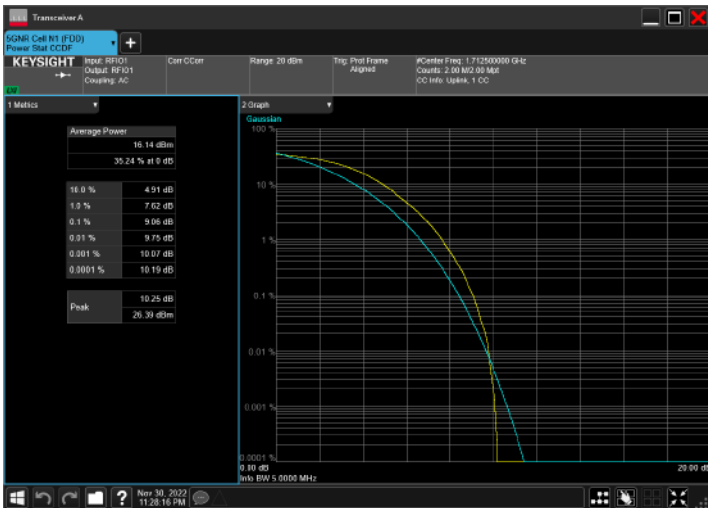 Transceiver A
5GNR Cell N1 (FDD)
Power Stat CCDF
KEYSIGHT
Input: RFIO1
Output: RFIO1
Coupling: AC
Corr CCorr
Range: 20 dBm
Trig: Prot Frame
Aligned
#Center Freq: 1.712500000 GHz
Counts: 2.00 M/2.00 Mpt
CC Info: Uplink, 1 CC
1 Metrics
Average Power
16.14 dBm
35.24 % at 0 dB
10.0 % 4.91 dB
1.0 % 7.62 dB
0.1 % 9.06 dB
0.01 % 9.75 dB
0.001 % 10.07 dB
0.0001 % 10.19 dB
Peak
10.25 dB
26.39 dBm
2 Graph
Gaussian
100 %
10 %
1 %
0.1 %
0.01 %
0.001 %
0.0001 %
0.00 dB
20.00 dB
Info BW 5.0000 MHz
Nov 30, 2022
11:28:16 PM